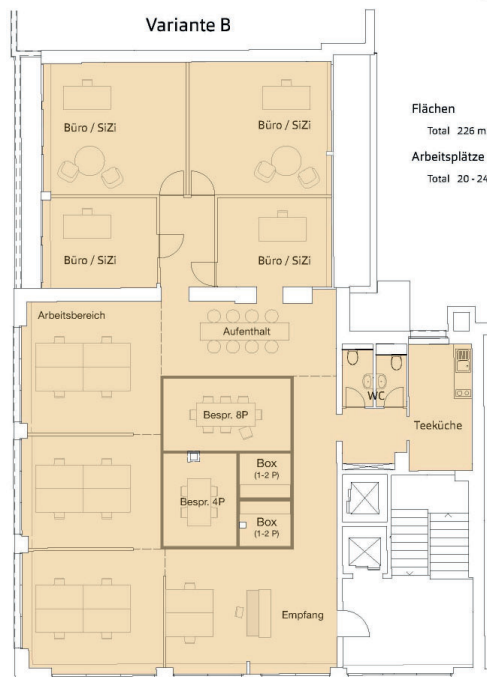 Variante B
Flächen
Total 226 m
Arbeitsplätze
Total 20 - 24
Büro / SiZi
Büro / SiZi
Büro / SiZi
Büro / SiZi
Arbeitsbereich
Aufenthalt
Bespr. 8P
WC
Teeküche
Bespr. 4P
Box
(1-2 P)
Box
(1-2 P)
Empfang